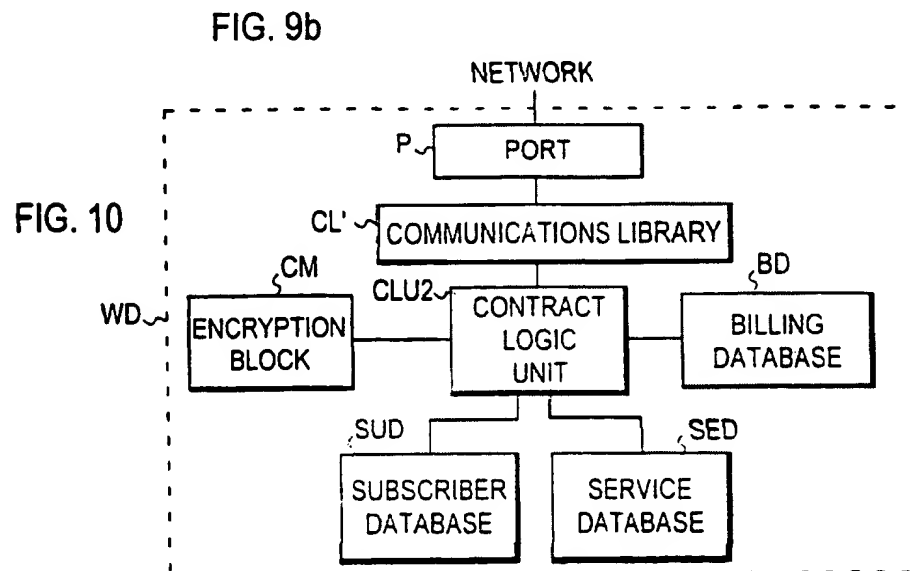 FIG. 9b
NETWORK
P
PORT
FIG. 10
CL'
COMMUNICATIONS LIBRARY
CM
CLU2
BD
WD
ENCRYPTION
BLOCK
CONTRACT
LOGIC
UNIT
BILLING
DATABASE
SUD
SED
SUBSCRIBER
DATABASE
SERVICE
DATABASE